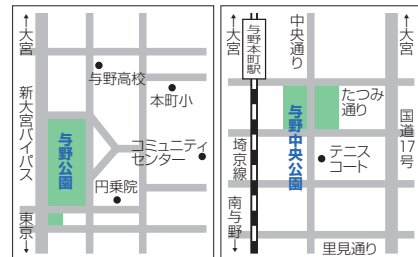 ↑大宮
与野高校
本町小
新大宮バイパス
与野公園
コミュニティ
センター
円乗院
東京↓
↑大宮
与野本町駅
中央通り
↑大宮
たつみ
通り
国道17号
与野中央公園
埼京線
テニス
コート
南与野↓
里見通り